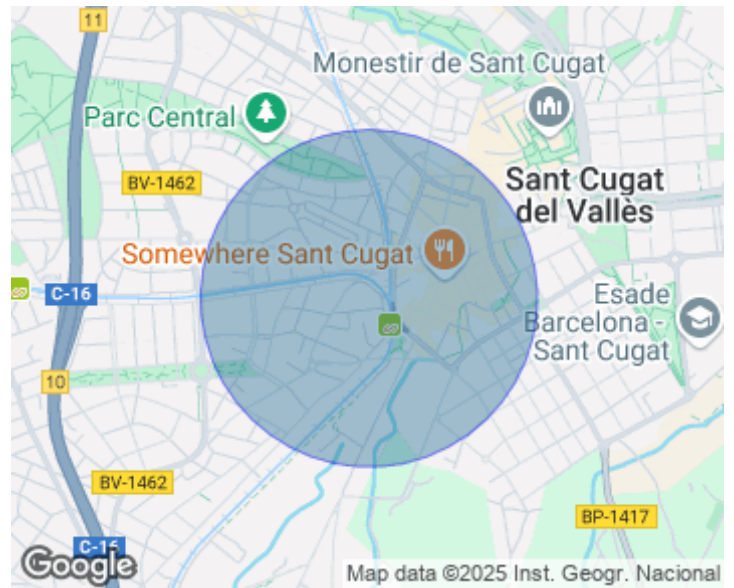 11
Monestir de Sant Cugat
Parc Central
BV-1462
Sant Cugat
del Vallès
Somewhere Sant Cugat
C-16
Esade
Barcelona -
Sant Cugat
10
BV-1462
BP-1417
C-16
Google
Map data ©2025 Inst. Geogr. Nacional